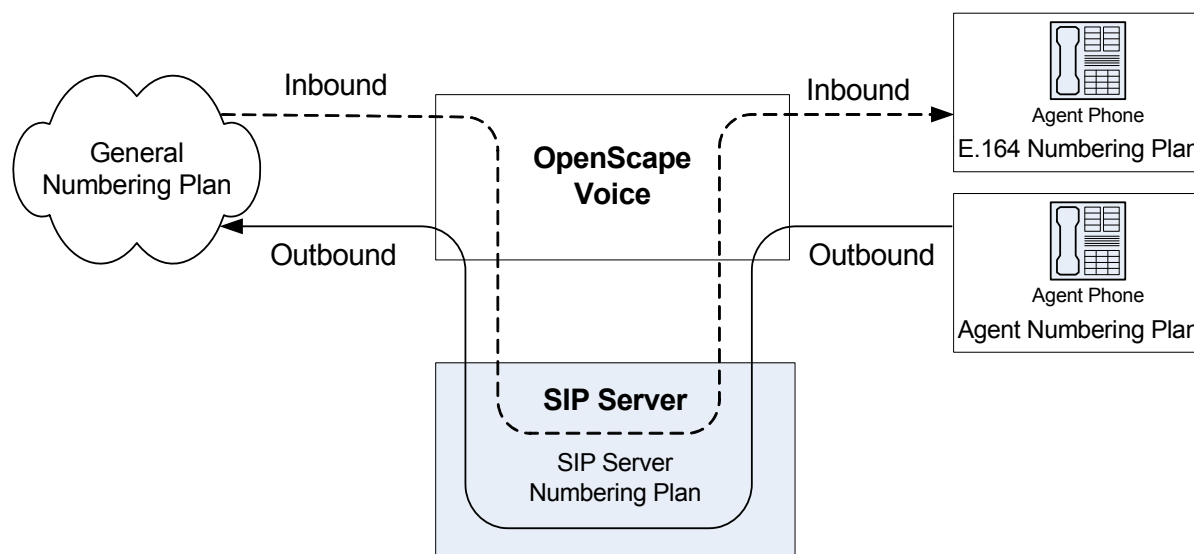 Inbound
General
Numbering Plan
Outbound
OpenScape
Voice
Inbound
Outbound
Agent Phone
E.164 Numbering Plan
Agent Phone
Agent Numbering Plan
SIP Server
SIP Server
Numbering Plan